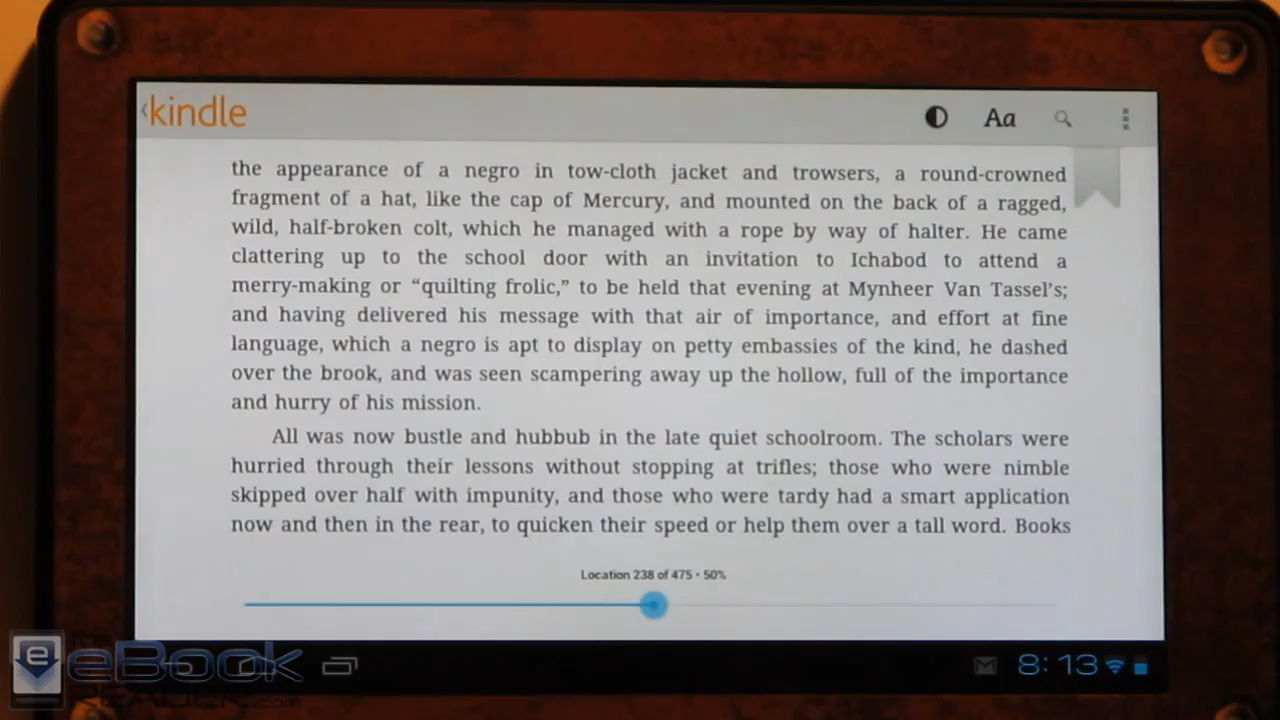 kindle
Aa
the appearance of a negro in tow-cloth jacket and trowsers, a round-crowned
fragment of a hat, like the cap of Mercury, and mounted on the back of a ragged,
wild, half-broken colt, which he managed with a rope by way of halter. He came
clattering up to the school door with an invitation to Ichabod to attend a
merry-making or “quilting frolic,” to be held that evening at Mynheer Van Tassel’s;
and having delivered his message with that air of importance, and effort at fine
language, which a negro is apt to display on petty embassies of the kind, he dashed
over the brook, and was seen scampering away up the hollow, full of the importance
and hurry of his mission.
All was now bustle and hubbub in the late quiet schoolroom. The scholars were
hurried through their lessons without stopping at trifles; those who were nimble
skipped over half with impunity, and those who were tardy had a smart application
now and then in the rear, to quicken their speed or help them over a tall word. Books
Location 238 of 475 • 50%
8:13
e
eBook
READER.com